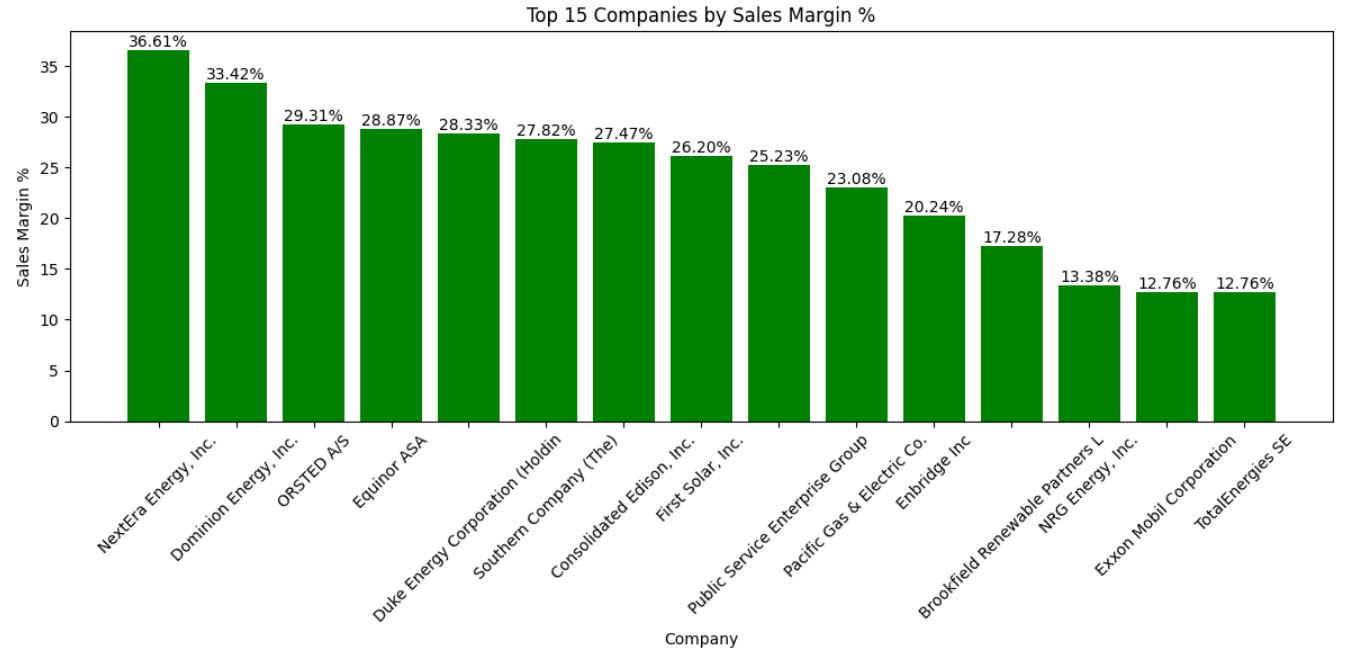 Top 15 Companies by Sales Margin %
36.61%
33.42%
29.31%
28.87%
28.33%
27.82%
27.47%
26.20%
25.23%
23.08%
20.24%
17.28%
13.38%
12.76%
12.76%
Sales Margin %
35
30
25
20
15
10
5
0
NextEra Energy, Inc.
Dominion Energy, Inc.
ORSTED A/S
Equinor ASA
Duke Energy Corporation (Holdin
Southern Company (The)
Consolidated Edison, Inc.
First Solar, Inc.
Public Service Enterprise Group
Pacific Gas & Electric Co.
Enbridge Inc
Brookfield Renewable Partners L
NRG Energy, Inc.
Exxon Mobil Corporation
TotalEnergies SE
Company